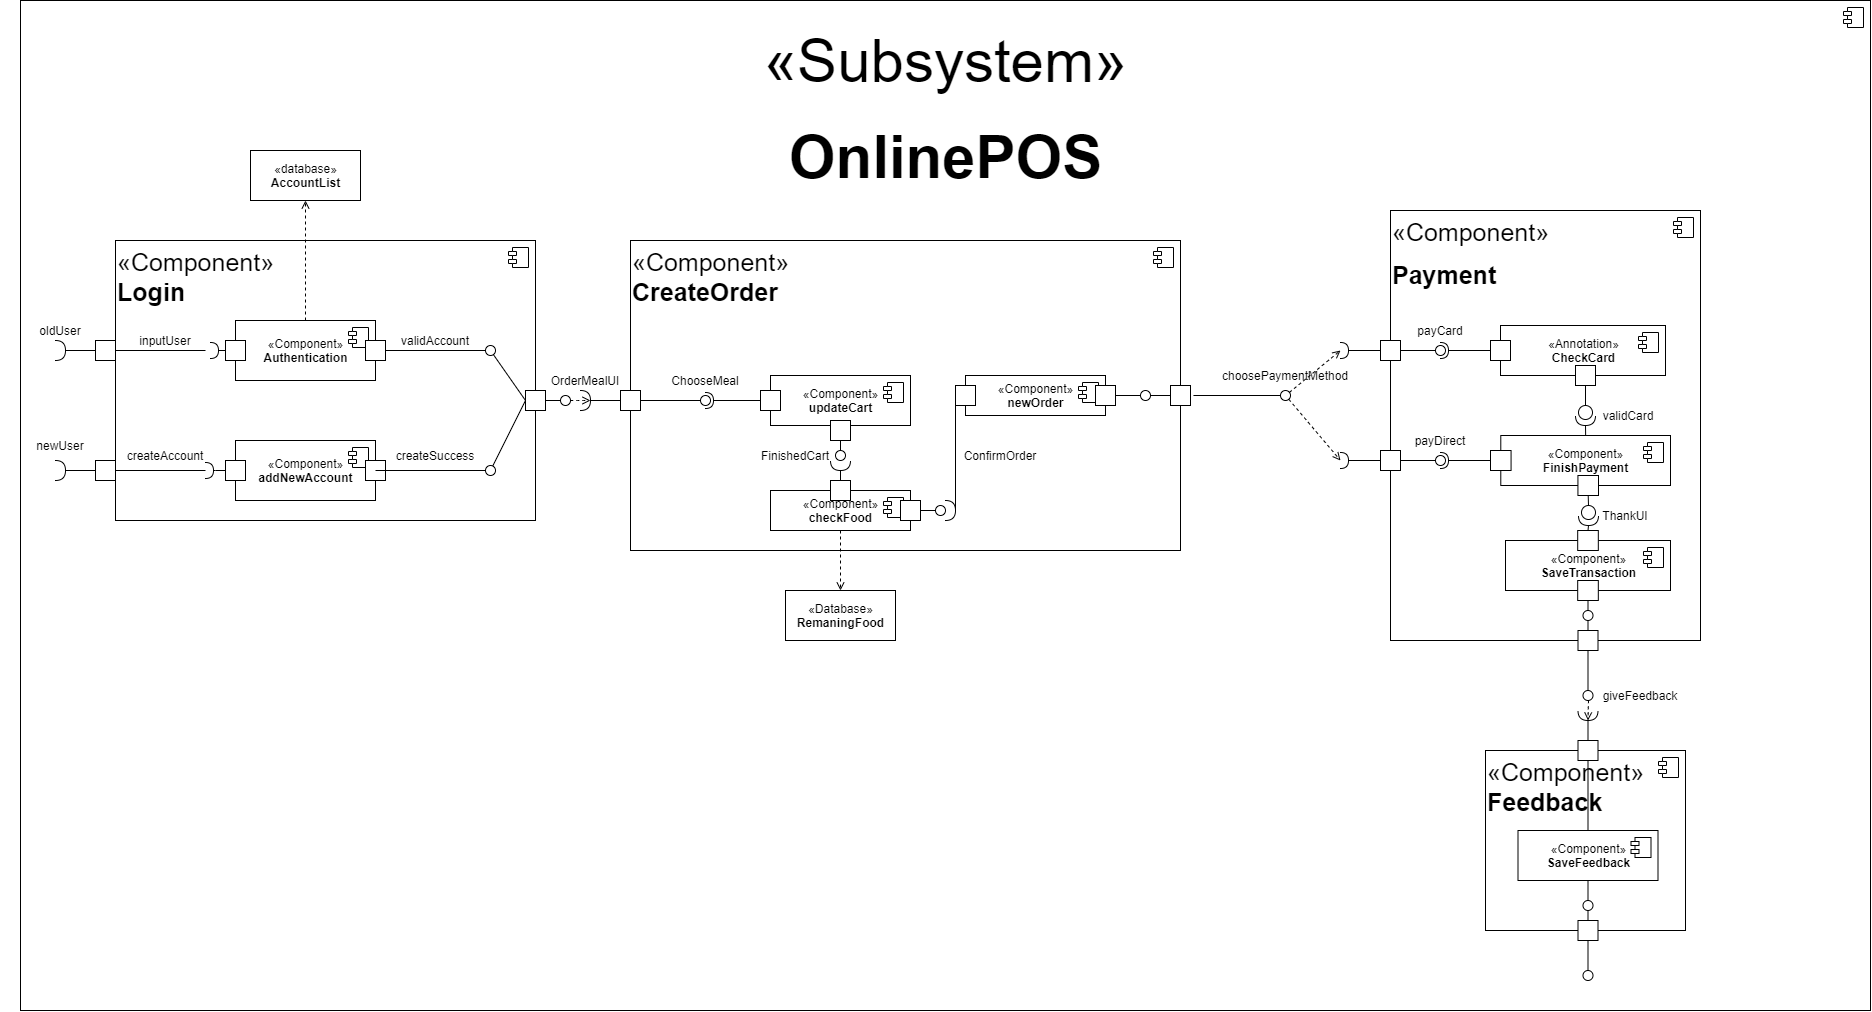 «Subsystem»
OnlinePOS
«database»
AccountList
«Component»
Login
oldUser
inputUser
«Component»
Authentication
validAccount
newUser
createAccount
«Component»
addNewAccount
createSuccess
OrderMealUI
«Component»
CreateOrder
ChooseMeal
«Component»
updateCart
FinishedCart
«Component»
checkFood
«Component»
newOrder
ConfirmOrder
«Database»
RemaningFood
choosePaymentMethod
«Component»
Payment
payCard
«Annotation»
CheckCard
validCard
payDirect
«Component»
FinishPayment
ThankUI
«Component»
SaveTransaction
giveFeedback
«Component»
Feedback
«Component»
SaveFeedback